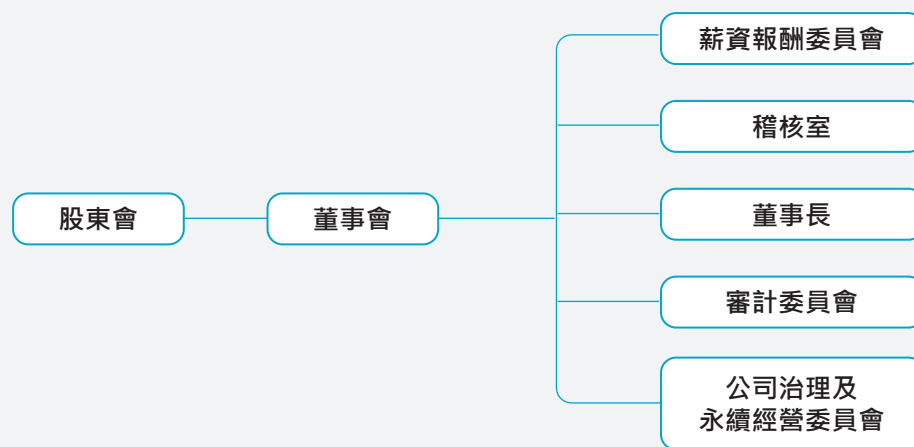 薪資報酬委員會
稽核室
股東會
董事會
董事長
審計委員會
公司治理及
永續經營委員會